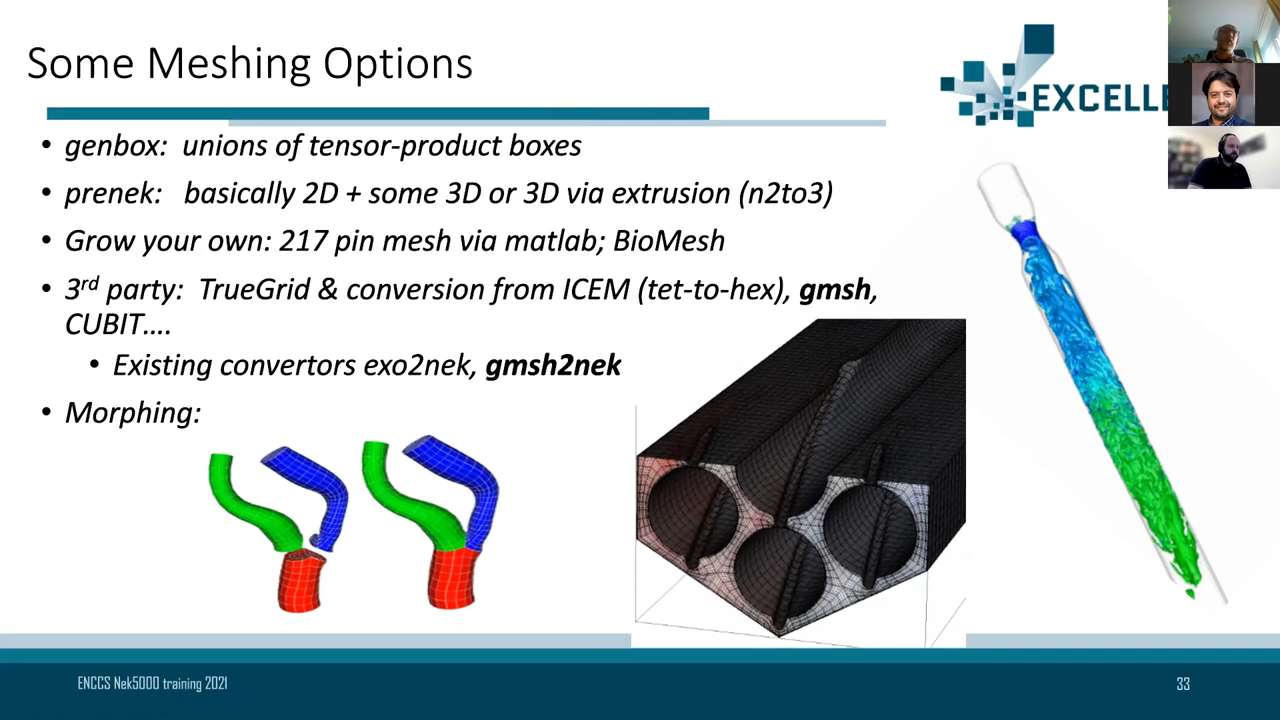 Some Meshing Options
EXCELLE
• genbox: unions of tensor-product boxes
• prenek: basically 2D + some 3D or 3D via extrusion (n2to3)
• Grow your own: 217 pin mesh via matlab; BioMesh
• 3rd party: TrueGrid & conversion from ICEM (tet-to-hex), gmsh,
CUBIT....
• Existing convertors exo2nek, gmsh2nek
• Morphing:
ENCCS Nek5000 training 2021
33